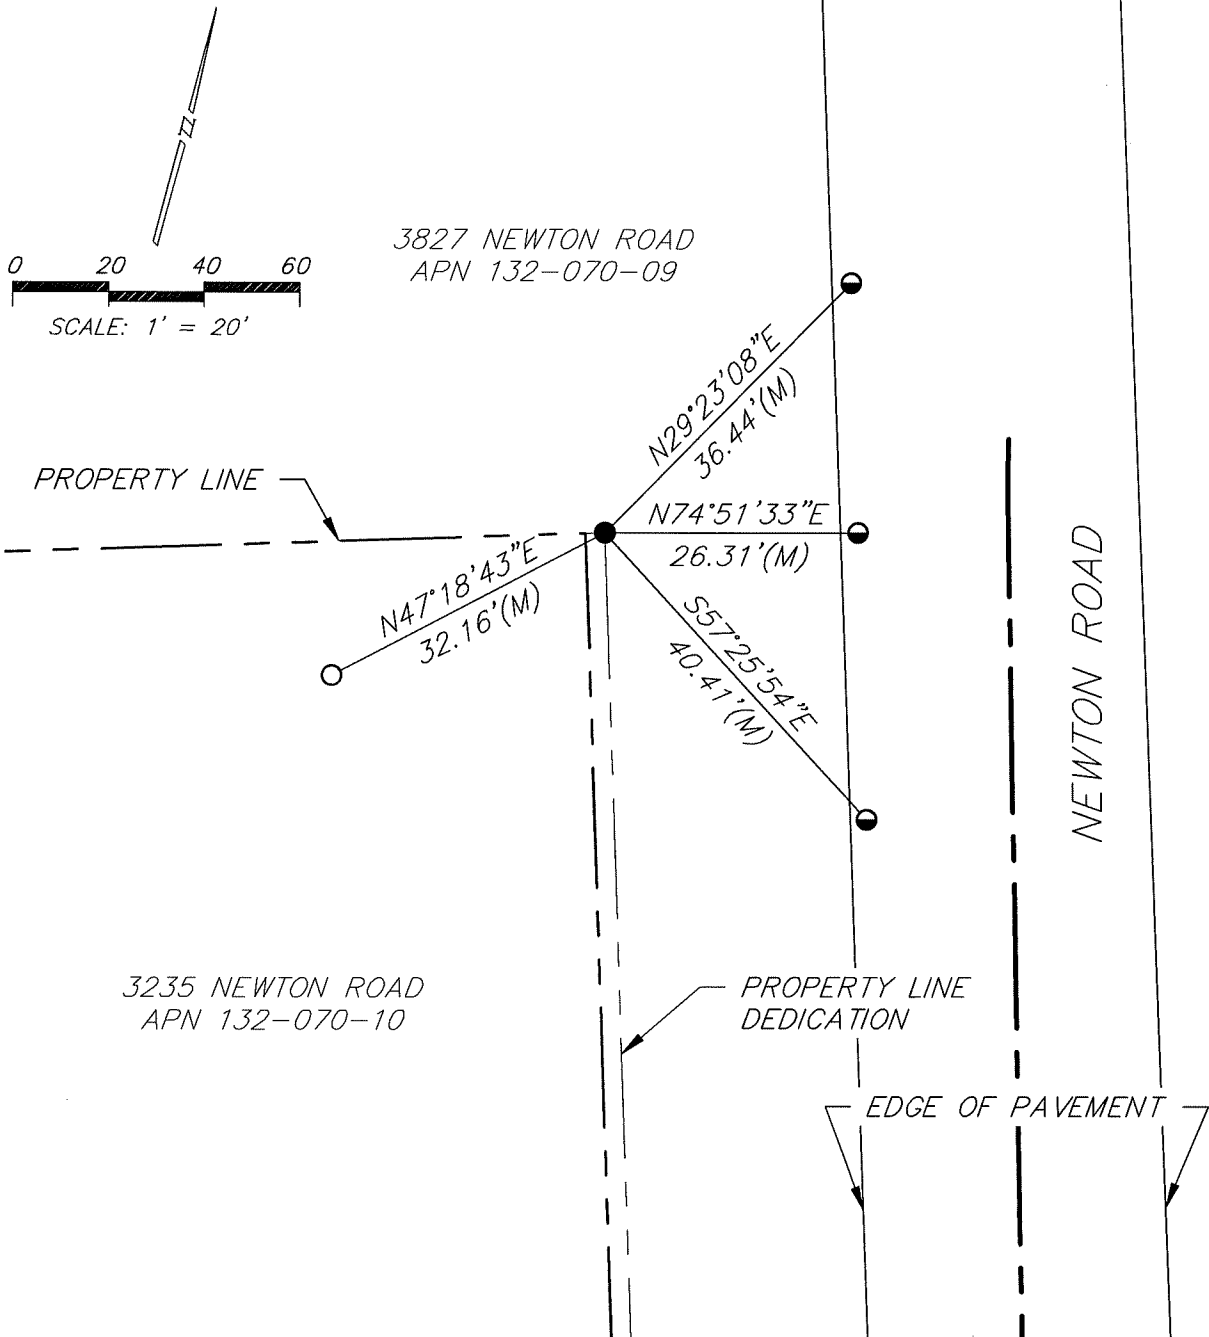 N
0 20 40 60
SCALE: 1' = 20'
3827 NEWTON ROAD
APN 132-070-09
N29°23'08"E
36.44'(M)
PROPERTY LINE
N74°51'33"E
26.31'(M)
N47°18'43"E
32.16'(M)
S57°25'54"E
40.41'(M)
NEWTON ROAD
3235 NEWTON ROAD
APN 132-070-10
PROPERTY LINE
DEDICATION
EDGE OF PAVEMENT